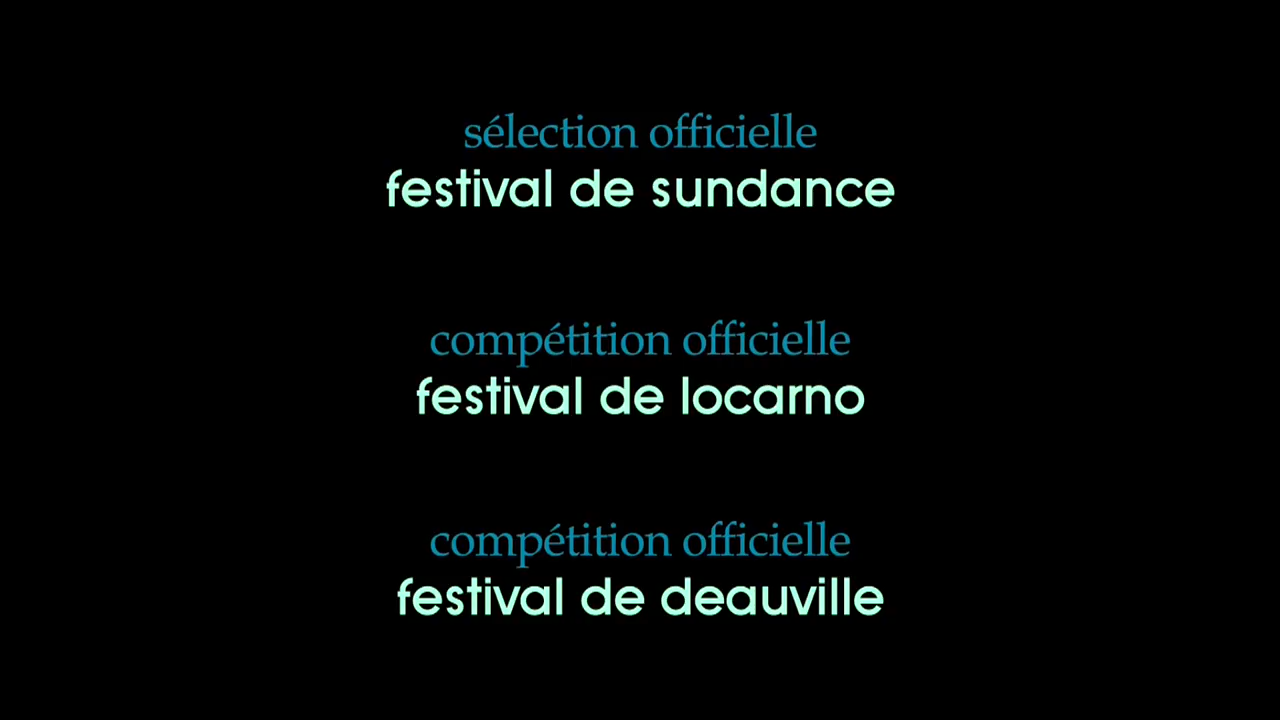 sélection officielle
festival de sundance
compétition officielle
festival de locarno
compétition officielle
festival de deauville